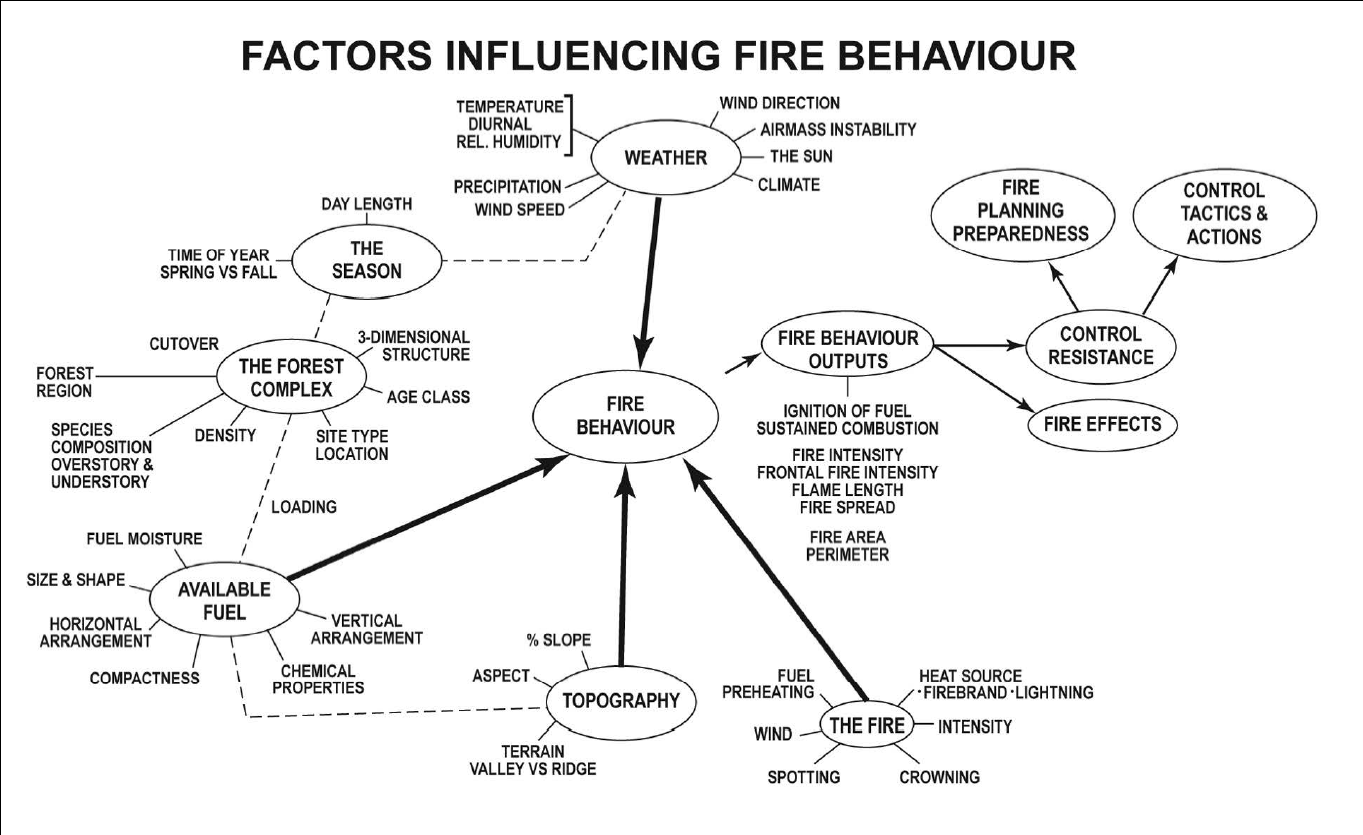 FACTORS INFLUENCING FIRE BEHAVIOUR
TEMPERATURE
DIURNAL
REL. HUMIDITY
PRECIPITATION
WIND SPEED
WEATHER
WIND DIRECTION
AIRMASS INSTABILITY
THE SUN
CLIMATE
DAY LENGTH
TIME OF YEAR
SPRING VS FALL
THE
SEASON
CUTOVER
FOREST
REGION
SPECIES
COMPOSITION
OVERSTORY &
UNDERSTORY
DENSITY
THE FOREST
COMPLEX
3-DIMENSIONAL
STRUCTURE
AGE CLASS
SITE TYPE
LOCATION
LOADING
FUEL MOISTURE
SIZE & SHAPE
HORIZONTAL
ARRANGEMENT
COMPACTNESS
AVAILABLE
FUEL
VERTICAL
ARRANGEMENT
CHEMICAL
PROPERTIES
% SLOPE
ASPECT
TOPOGRAPHY
TERRAIN
VALLEY VS RIDGE
FUEL
PREHEATING
WIND
SPOTTING
THE FIRE
HEAT SOURCE
·FIREBRAND·LIGHTNING
INTENSITY
CROWNING
FIRE
BEHAVIOUR
FIRE BEHAVIOUR
OUTPUTS
IGNITION OF FUEL
SUSTAINED COMBUSTION
FIRE INTENSITY
FRONTAL FIRE INTENSITY
FLAME LENGTH
FIRE SPREAD
FIRE AREA
PERIMETER
FIRE
PLANNING
PREPAREDNESS
CONTROL
TACTICS &
ACTIONS
CONTROL
RESISTANCE
FIRE EFFECTS